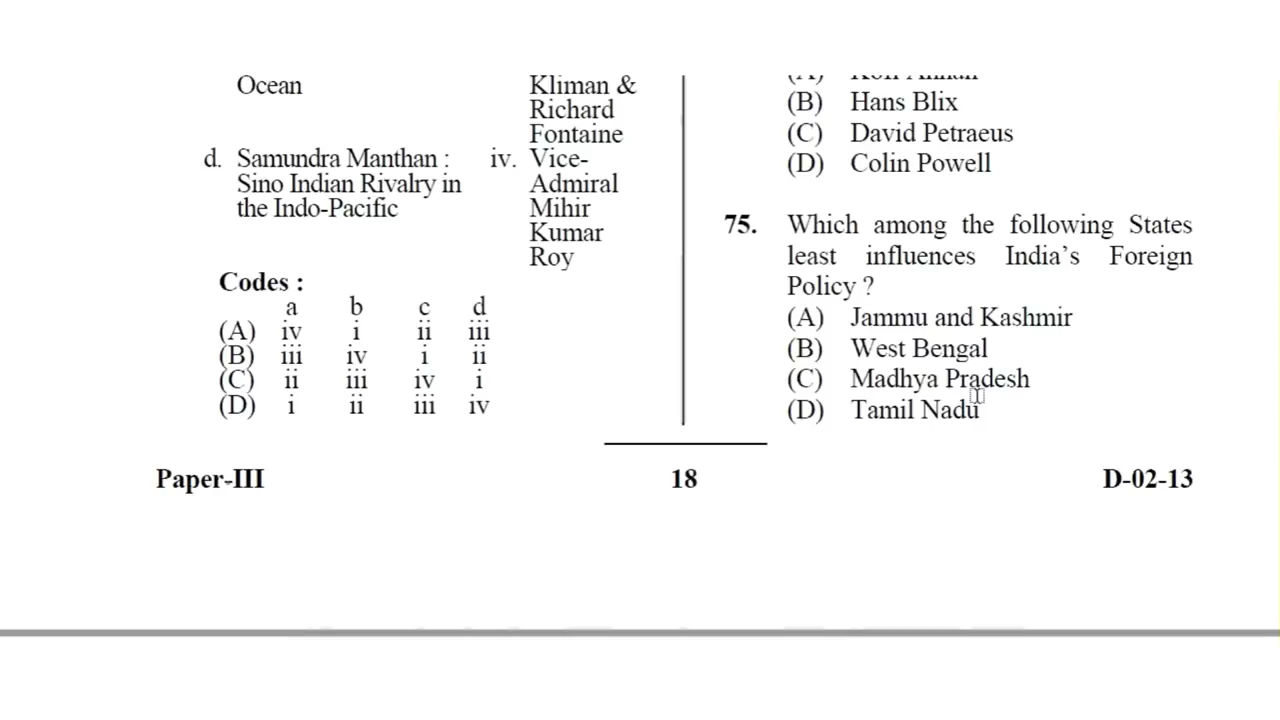 Ocean
Kliman &
Richard
Fontaine
d. Samundra Manthan :
Sino Indian Rivalry in
the Indo-Pacific
iv. Vice-
Admiral
Mihir
Kumar
Roy
Codes :
a b c d
(A) iv i ii iii
(B) iii iv i ii
(C) ii iii iv i
(D) i ii iii iv
(B) Hans Blix
(C) David Petraeus
(D) Colin Powell
75. Which among the following States
least influences India's Foreign
Policy ?
(A) Jammu and Kashmir
(B) West Bengal
(C) Madhya Pradesh
(D) Tamil Nadu
Paper-III 18 D-02-13